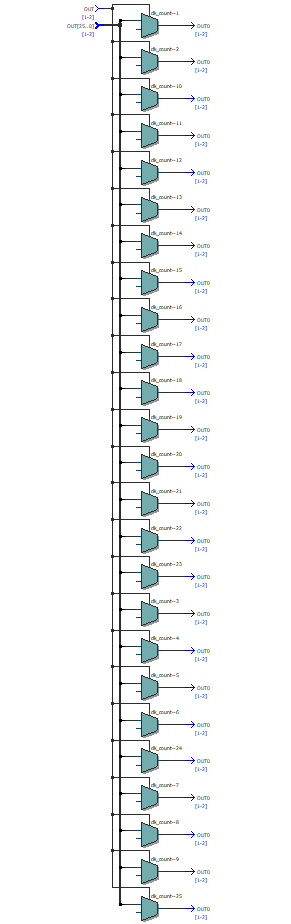 OUT
[1-2]
OUT[25...0]
[1-2]
clk_count~1
OUT0
[1-2]
clk_count~2
OUT0
[1-2]
clk_count~10
OUT0
[1-2]
clk_count~11
OUT0
[1-2]
clk_count~12
OUT0
[1-2]
clk_count~13
OUT0
[1-2]
clk_count~14
OUT0
[1-2]
clk_count~15
OUT0
[1-2]
clk_count~16
OUT0
[1-2]
clk_count~17
OUT0
[1-2]
clk_count~18
OUT0
[1-2]
clk_count~19
OUT0
[1-2]
clk_count~20
OUT0
[1-2]
clk_count~21
OUT0
[1-2]
clk_count~22
OUT0
[1-2]
clk_count~23
OUT0
[1-2]
clk_count~3
OUT0
[1-2]
clk_count~4
OUT0
[1-2]
clk_count~5
OUT0
[1-2]
clk_count~6
OUT0
[1-2]
clk_count~24
OUT0
[1-2]
clk_count~7
OUT0
[1-2]
clk_count~8
OUT0
[1-2]
clk_count~9
OUT0
[1-2]
clk_count~25
OUT0
[1-2]